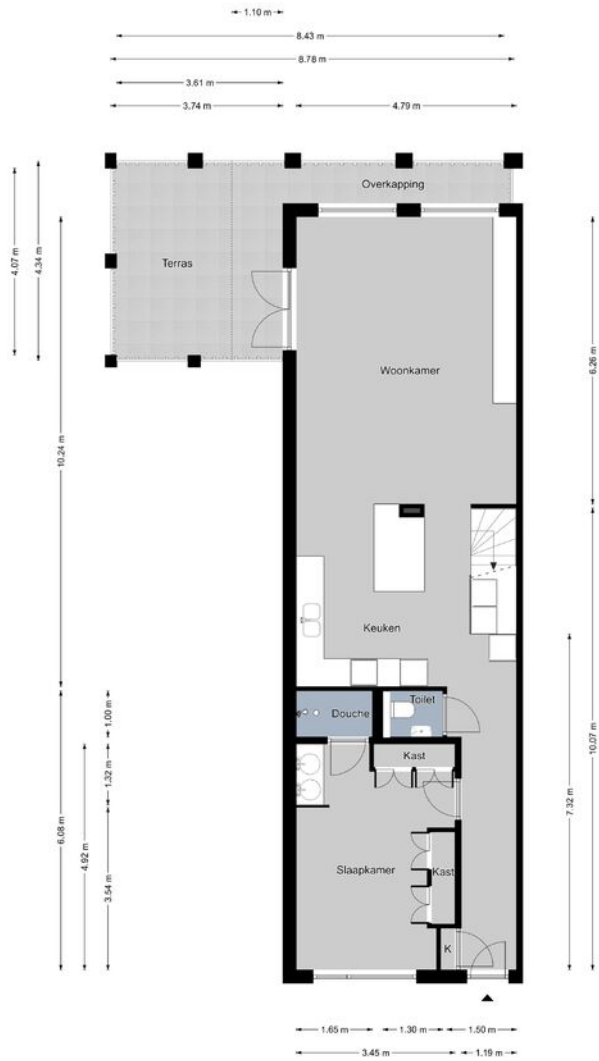 1.10 m
8.43 m
8.78 m
3.61 m
3.74 m
4.79 m
Overkapping
Terras
4.07 m
4.34 m
Woonkamer
6.26 m
10.24 m
Keuken
Toilet
Douche
1.00 m
Kast
10.07 m
7.32 m
1.32 m
6.08 m
4.92 m
3.54 m
Slaapkamer
Kast
K
1.65 m
1.30 m
1.50 m
3.45 m
1.19 m